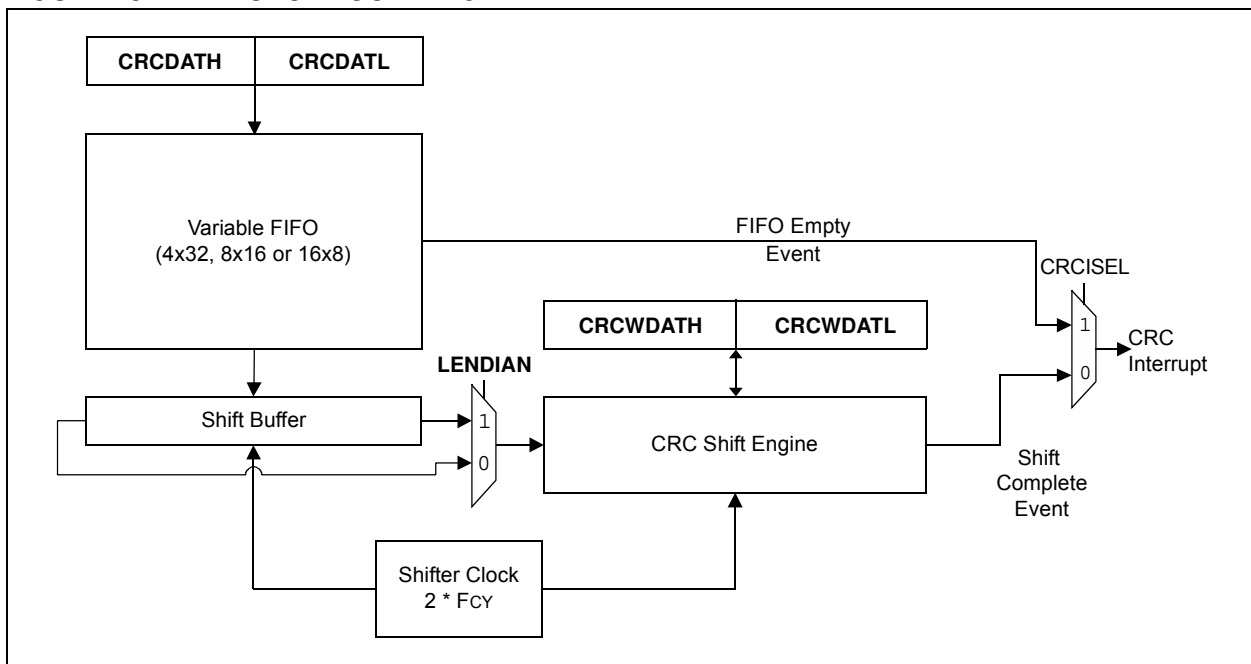 CRCDATH
CRCDATL
Variable FIFO
(4x32, 8x16 or 16x8)
FIFO Empty
Event
CRCISEL
1
0
CRC
Interrupt
CRCWDATH
CRCWDATL
LENDIAN
1
0
Shift Buffer
CRC Shift Engine
Shift
Complete
Event
Shifter Clock
2 * FCY